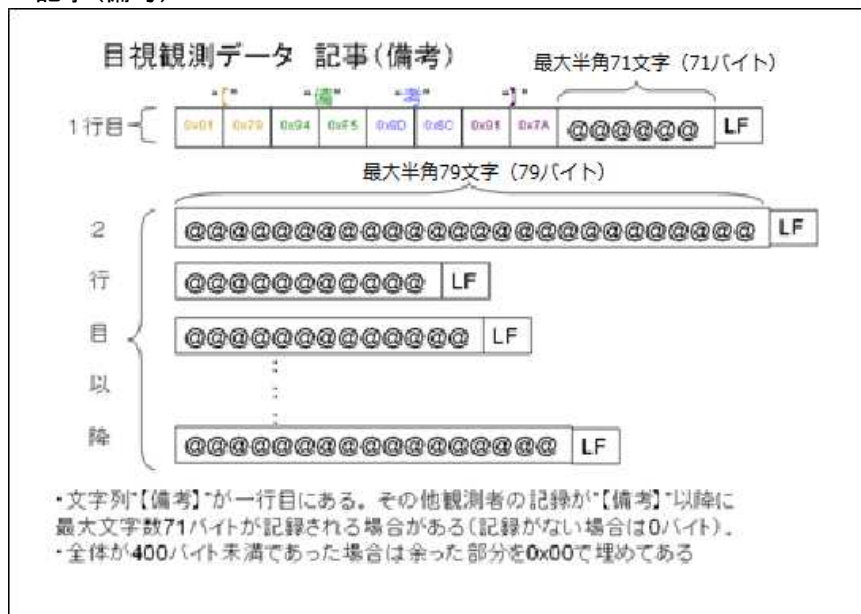 目視観測データ 記事(備考)
最大半角71文字（71バイト）
"【" "備" "考" "】"
1行目 0x81 0x79 0x94 0xF5 0x8D 0x6C 0x81 0x7A @@@@@@ LF
最大半角79文字（79バイト）
@@@@@@@@@@@@@@@@@@@@@@@@@@ LF
@@@@@@@@@@@ LF
@@@@@@@@@@@@@ LF
@@@@@@@@@@@@@@@@@ LF
2行目以降
・文字列"【備考】"が一行目にある。その他観測者の記録が"【備考】"以降に
最大文字数71バイトが記録される場合がある(記録がない場合は0バイト)。
・全体が400バイト未満であった場合は余った部分を0x00で埋めてある